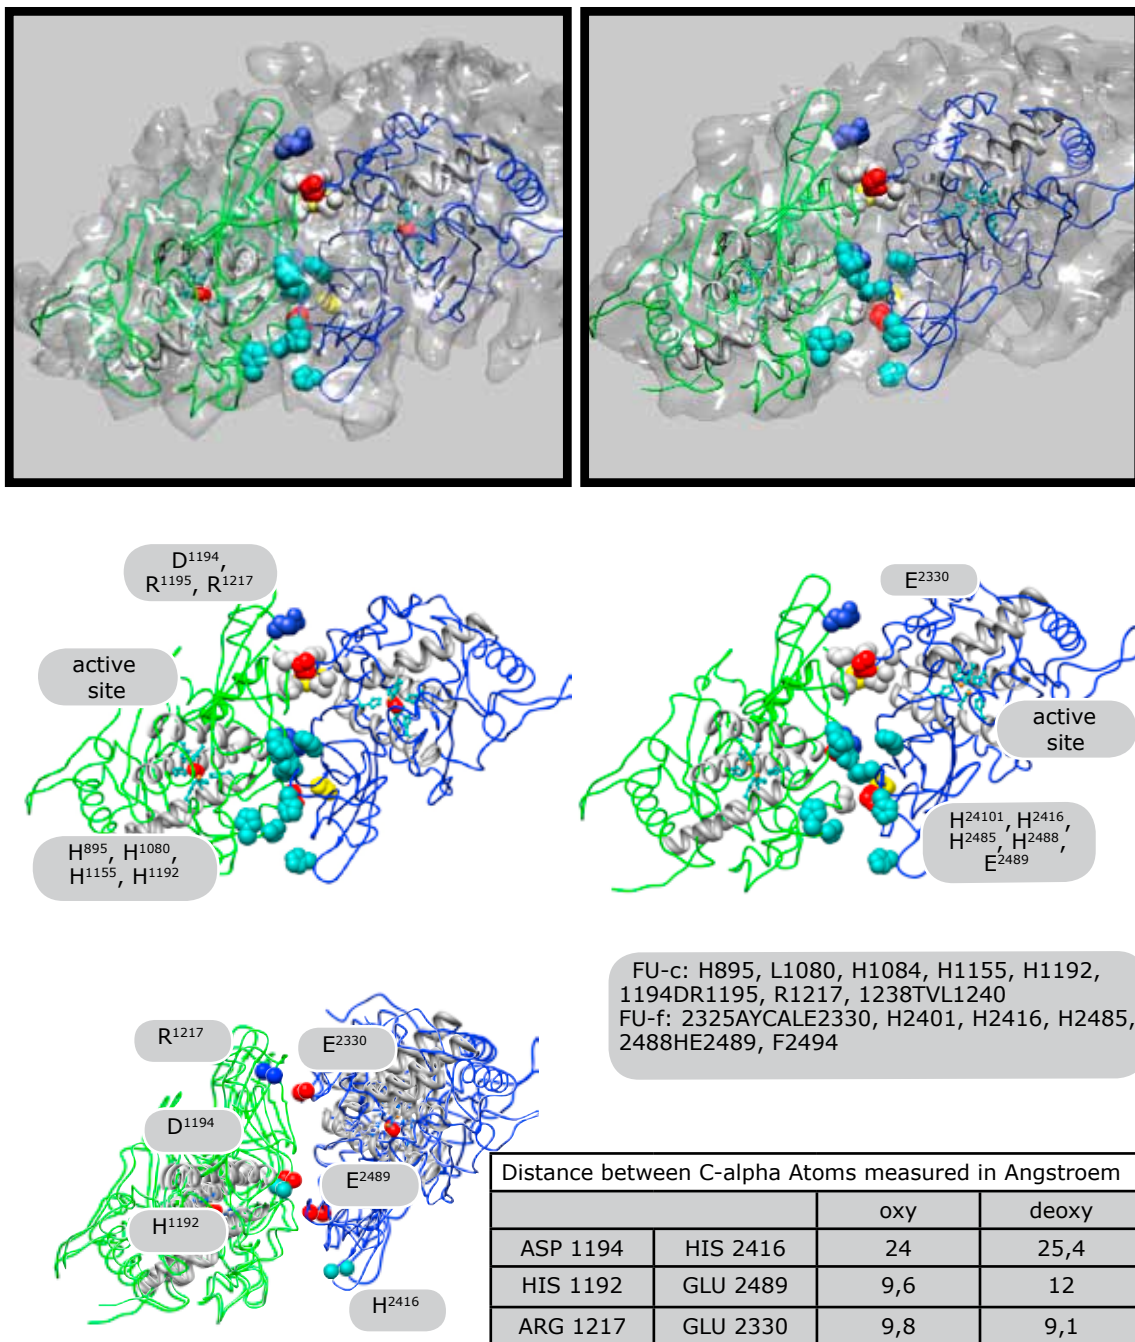 D1194,
R1195, R1217
E2330
active
site
active
site
H895, H1080,
H1155, H1192
H24101, H2416,
H2485, H2488,
E2489
FU-c: H895, L1080, H1084, H1155, H1192,
1194DR1195, R1217, 1238TVL1240
FU-f: 2325AYCALE2330, H2401, H2416, H2485,
2488HE2489, F2494
R1217
E2330
D1194
E2489
H1192
H2416
Distance between C-alpha Atoms measured in Angstroem
oxy deoxy
ASP 1194 HIS 2416 24 25,4
HIS 1192 GLU 2489 9,6 12
ARG 1217 GLU 2330 9,8 9,1